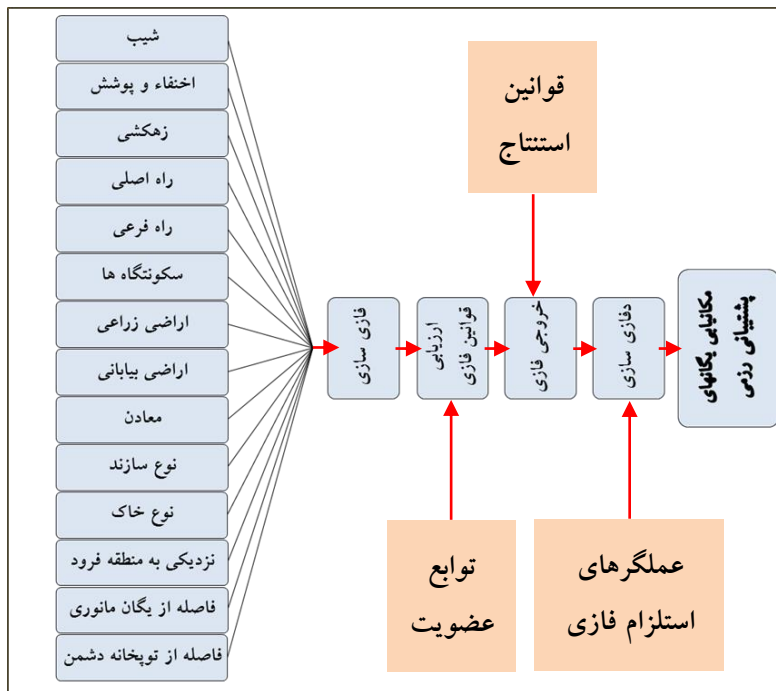 شیب
اختفاء و پوشش
زهکشی
راه اصلی
راه فرعی
سکونتگاه ها
اراضی زراعی
اراضی بیابانی
معادن
نوع سازند
نوع خاک
نزدیکی به منطقه فرود
فاصله از یگان مانوری
فاصله از توپخانه دشمن
فازی سازی
ارزیابی
قوانین فازی
خروجی فازی
دفازی سازی
مکانیابی یگانهای
پشتیبانی رزمی
قوانین
استنتاج
توابع
عضویت
عملگرهای
استلزام فازی